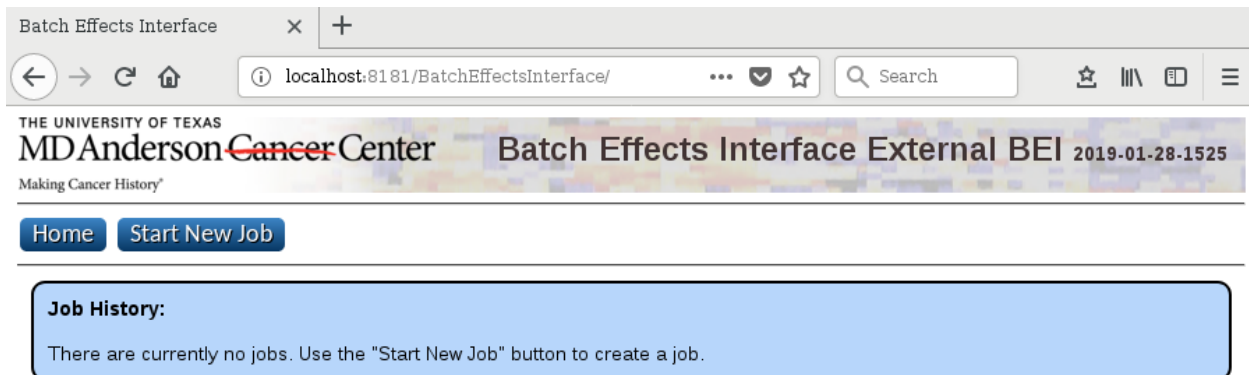 Batch Effects Interface
localhost:8181/BatchEffectsInterface/
Search
THE UNIVERSITY OF TEXAS
MD Anderson Cancer Center
Making Cancer History®
Batch Effects Interface External BEI 2019-01-28-1525
Home Start New Job
Job History:
There are currently no jobs. Use the "Start New Job" button to create a job.